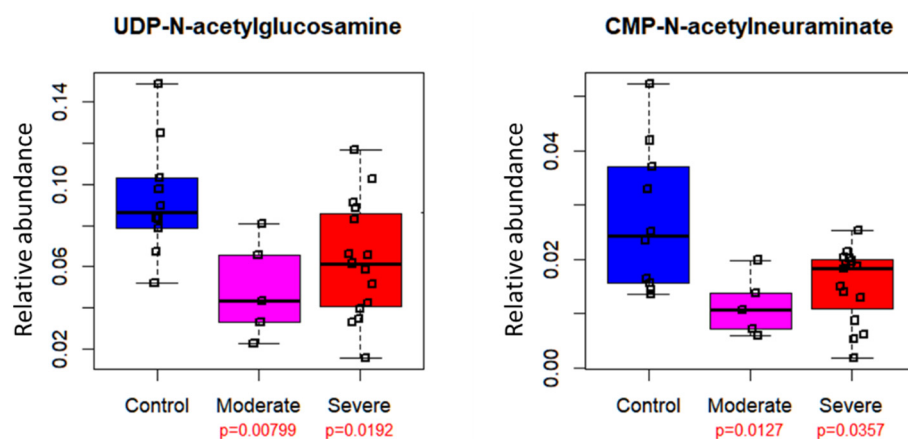 UDP-N-acetylglucosamine
Relative abundance
0.14
0.10
0.06
0.02
Control Moderate Severe
p=0.00799 p=0.0192
CMP-N-acetylneuraminate
Relative abundance
0.04
0.02
0.00
Control Moderate Severe
p=0.0127 p=0.0357